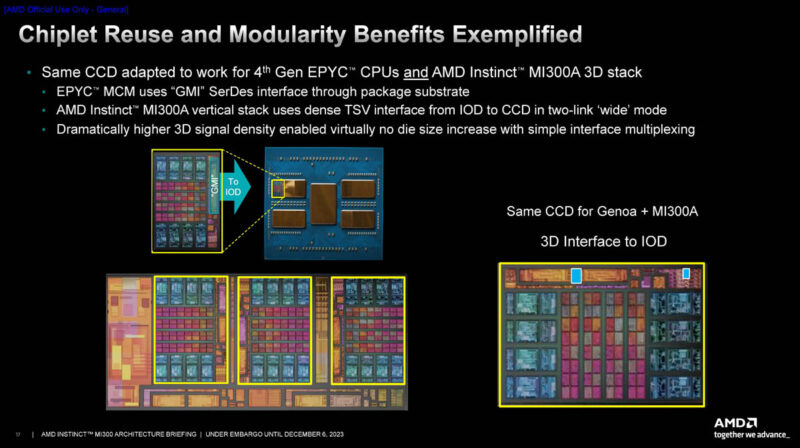 [AMD Official Use Only - General]
Chiplet Reuse and Modularity Benefits Exemplified
• Same CCD adapted to work for 4th Gen EPYC™ CPUs and AMD Instinct™ MI300A 3D stack
• EPYC™ MCM uses “GMI” SerDes interface through package substrate
• AMD Instinct™ MI300A vertical stack uses dense TSV interface from IOD to CCD in two-link ‘wide’ mode
• Dramatically higher 3D signal density enabled virtually no die size increase with simple interface multiplexing
“GMI”
To
IOD
Same CCD for Genoa + MI300A
3D Interface to IOD
17 | AMD INSTINCT™ MI300 ARCHITECTURE BRIEFING | UNDER EMBARGO UNTIL DECEMBER 6, 2023
AMD
together we advance_